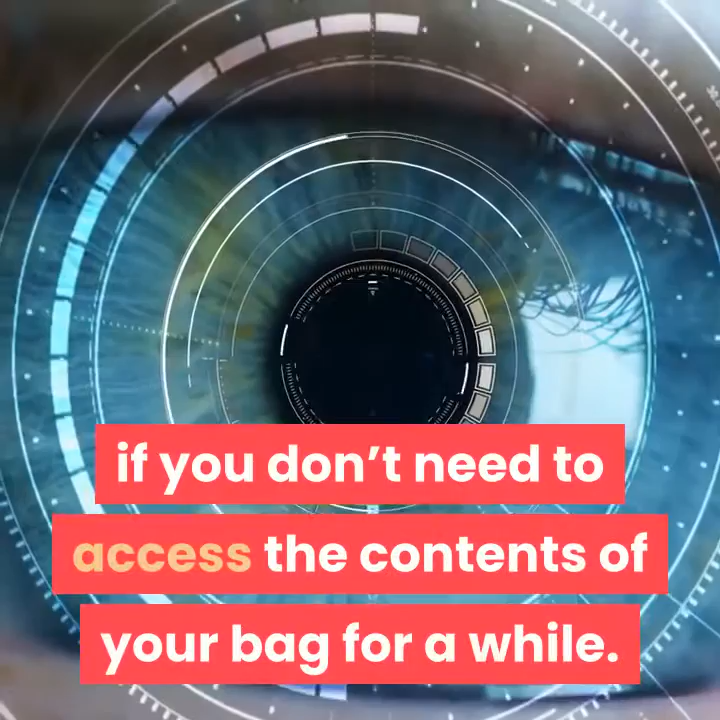 if you don’t need to
access the contents of
your bag for a while.